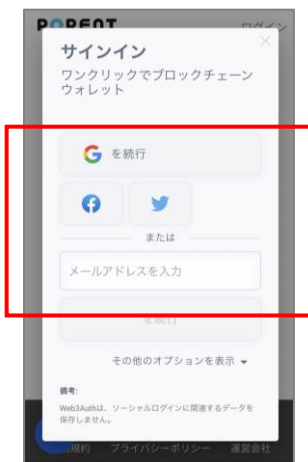 PORENT
ログイン
サインイン
ワンクリックでブロックチェーン
ウォレット
を続行
または
メールアドレスを入力
を続行
その他のオプションを表示
備考:
Web3Authは、ソーシャルログインに関連するデータを
保存しません。
規約 プライバシーポリシー 運営会社